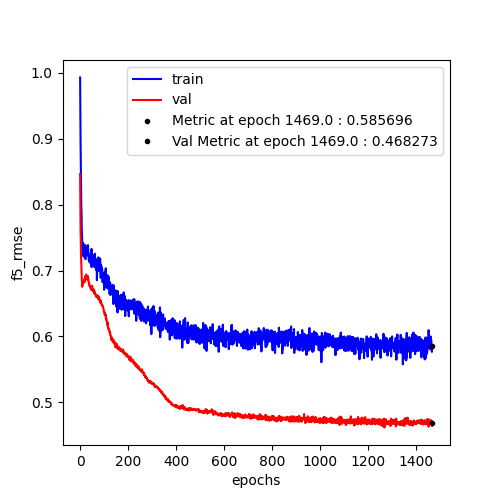 train
val
Metric at epoch 1469.0 : 0.585696
Val Metric at epoch 1469.0 : 0.468273
1.0
0.9
0.8
0.7
0.6
0.5
f5_rmse
0 200 400 600 800 1000 1200 1400
epochs